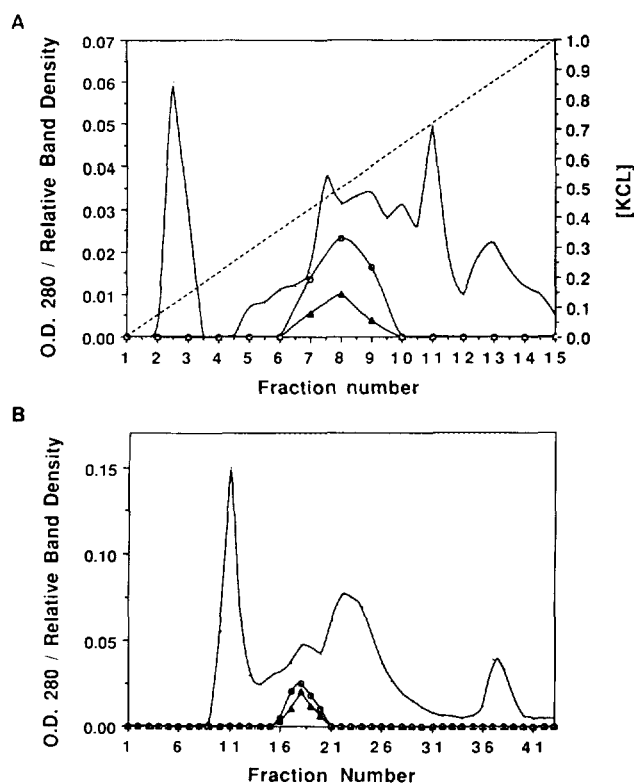 A
O.D. 280 / Relative Band Density
0.07
0.06
0.05
0.04
0.03
0.02
0.01
0.00
1 2 3 4 5 6 7 8 9 10 11 12 13 14 15
Fraction number
1.0
0.9
0.8
0.7
0.6
0.5
0.4
0.3
0.2
0.1
0.0
[KCL]
B
O.D. 280 / Relative Band Density
0.15
0.10
0.05
0.00
1 6 11 16 21 26 31 36 41
Fraction Number